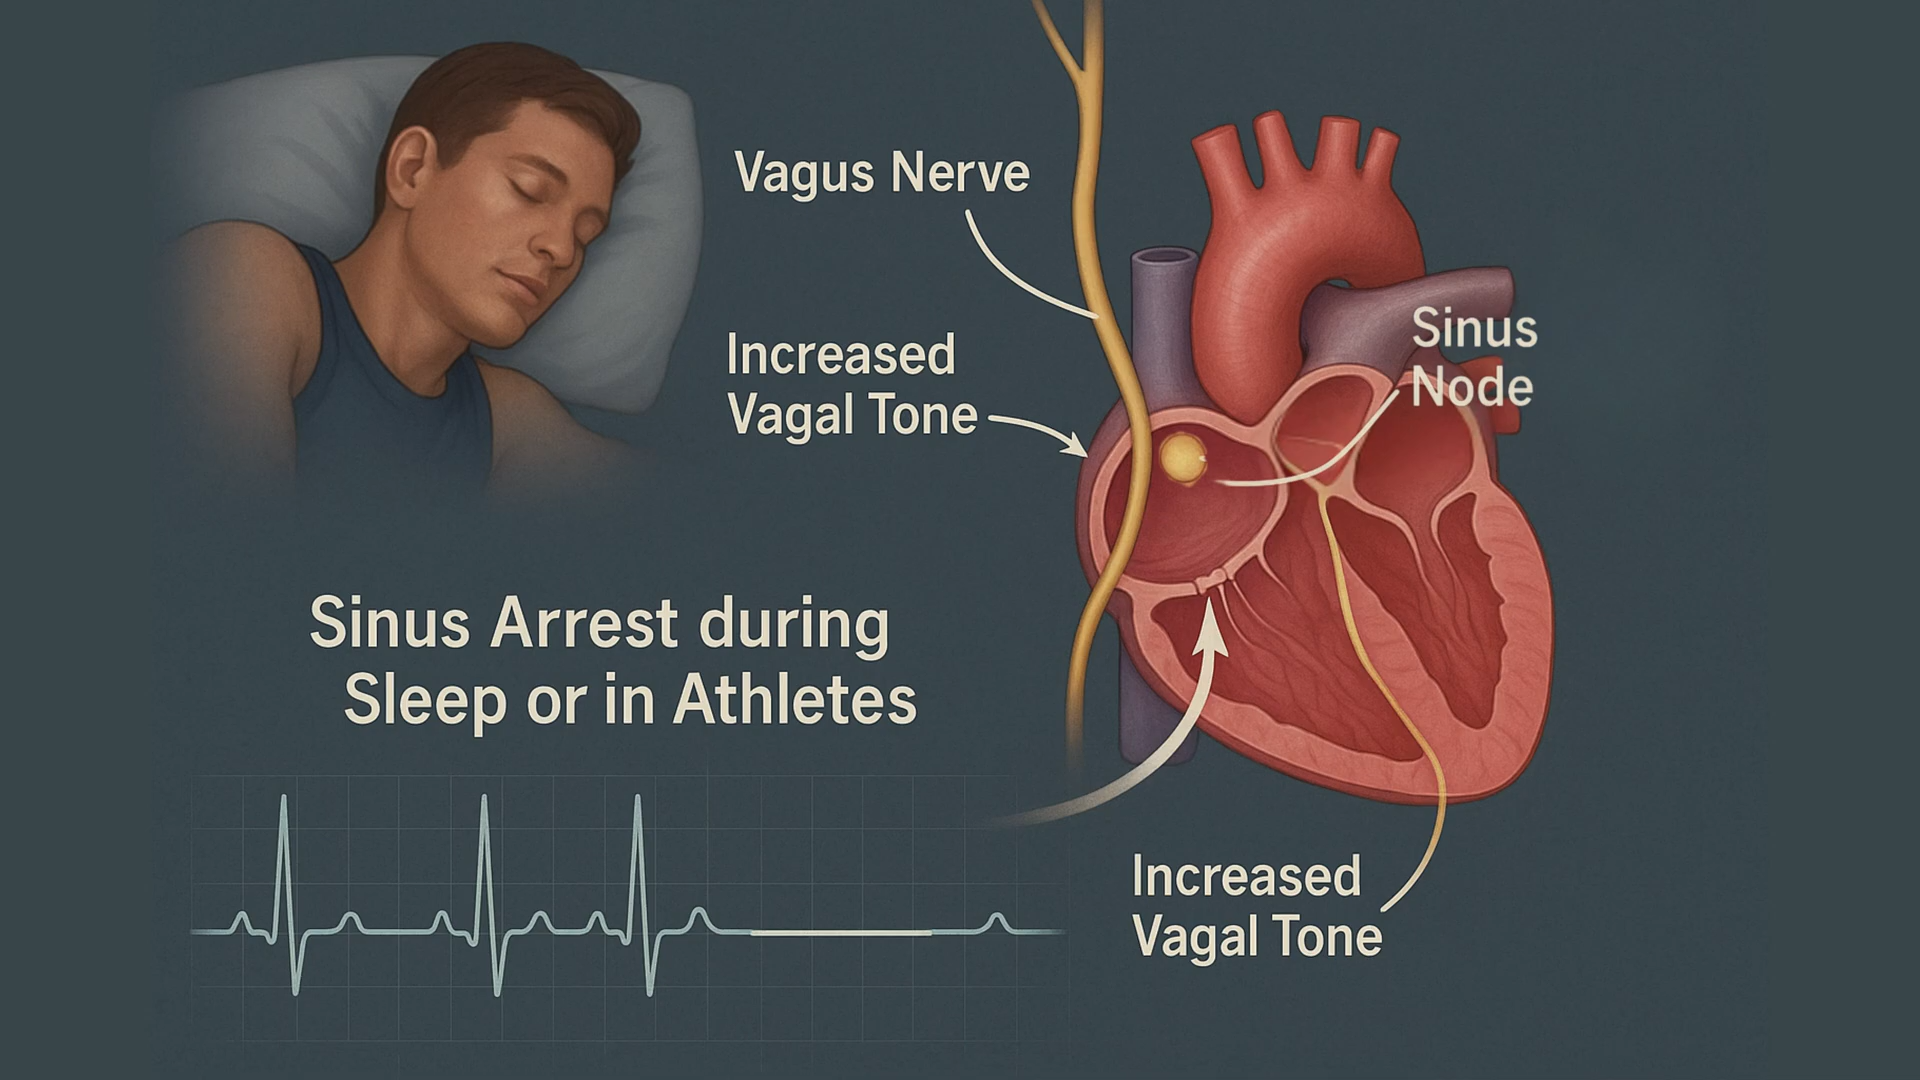 Vagus Nerve
Increased
Vagal Tone
Sinus
Node
Sinus Arrest during
Sleep or in Athletes
Increased
Vagal Tone